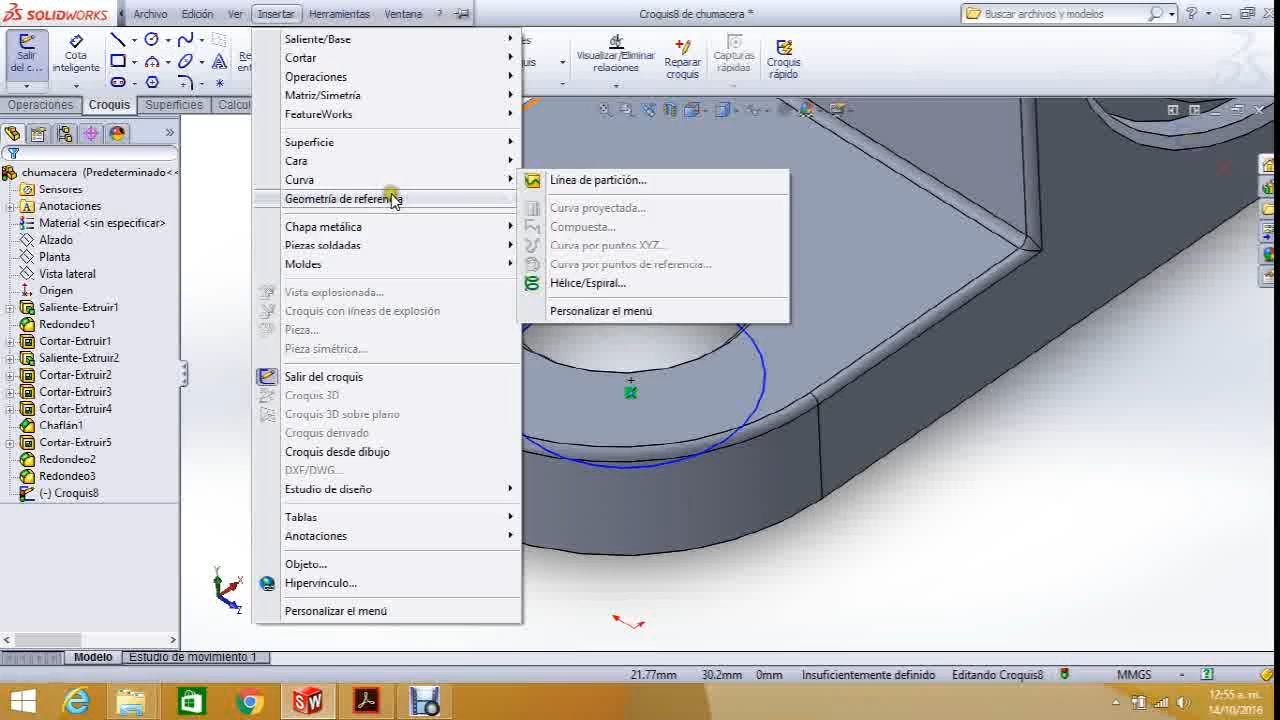 SOLIDWORKS
Archivo Edición Ver Insertar Herramientas Ventana ?
Croquis8 de chumacera *
Buscar archivos y modelos
Salir del c...
Cota inteligente
Visualizar/Eliminar relaciones
Reparar croquis
Capturas rápidas
Croquis rápido
Operaciones Croquis Superficies
chumacera (Predeterminado<<
Sensores
Anotaciones
Material <sin especificar>
Alzado
Planta
Vista lateral
Origen
Saliente-Extruir1
Redondeo1
Cortar-Extruir1
Saliente-Extruir2
Cortar-Extruir2
Cortar-Extruir3
Cortar-Extruir4
Chaflán1
Cortar-Extruir5
Redondeo2
Redondeo3
(-) Croquis8
Saliente/Base
Cortar
Operaciones
Matriz/Simetría
FeatureWorks
Superficie
Cara
Curva
Geometría de referencia
Chapa metálica
Piezas soldadas
Moldes
Vista explosionada...
Croquis con líneas de explosión
Pieza...
Pieza simétrica...
Salir del croquis
Croquis 3D
Croquis 3D sobre plano
Croquis derivado
Croquis desde dibujo
DXF/DWG...
Estudio de diseño
Tablas
Anotaciones
Objeto...
Hipervínculo...
Personalizar el menú
Línea de partición...
Curva proyectada...
Compuesta...
Curva por puntos XYZ...
Curva por puntos de referencia...
Hélice/Espiral...
Personalizar el menú
Y X Z
Modelo Estudio de movimiento 1
21.77mm 30.2mm 0mm Insuficientemente definido Editando Croquis8 MMGS -
12:55 a. m.
14/10/2016